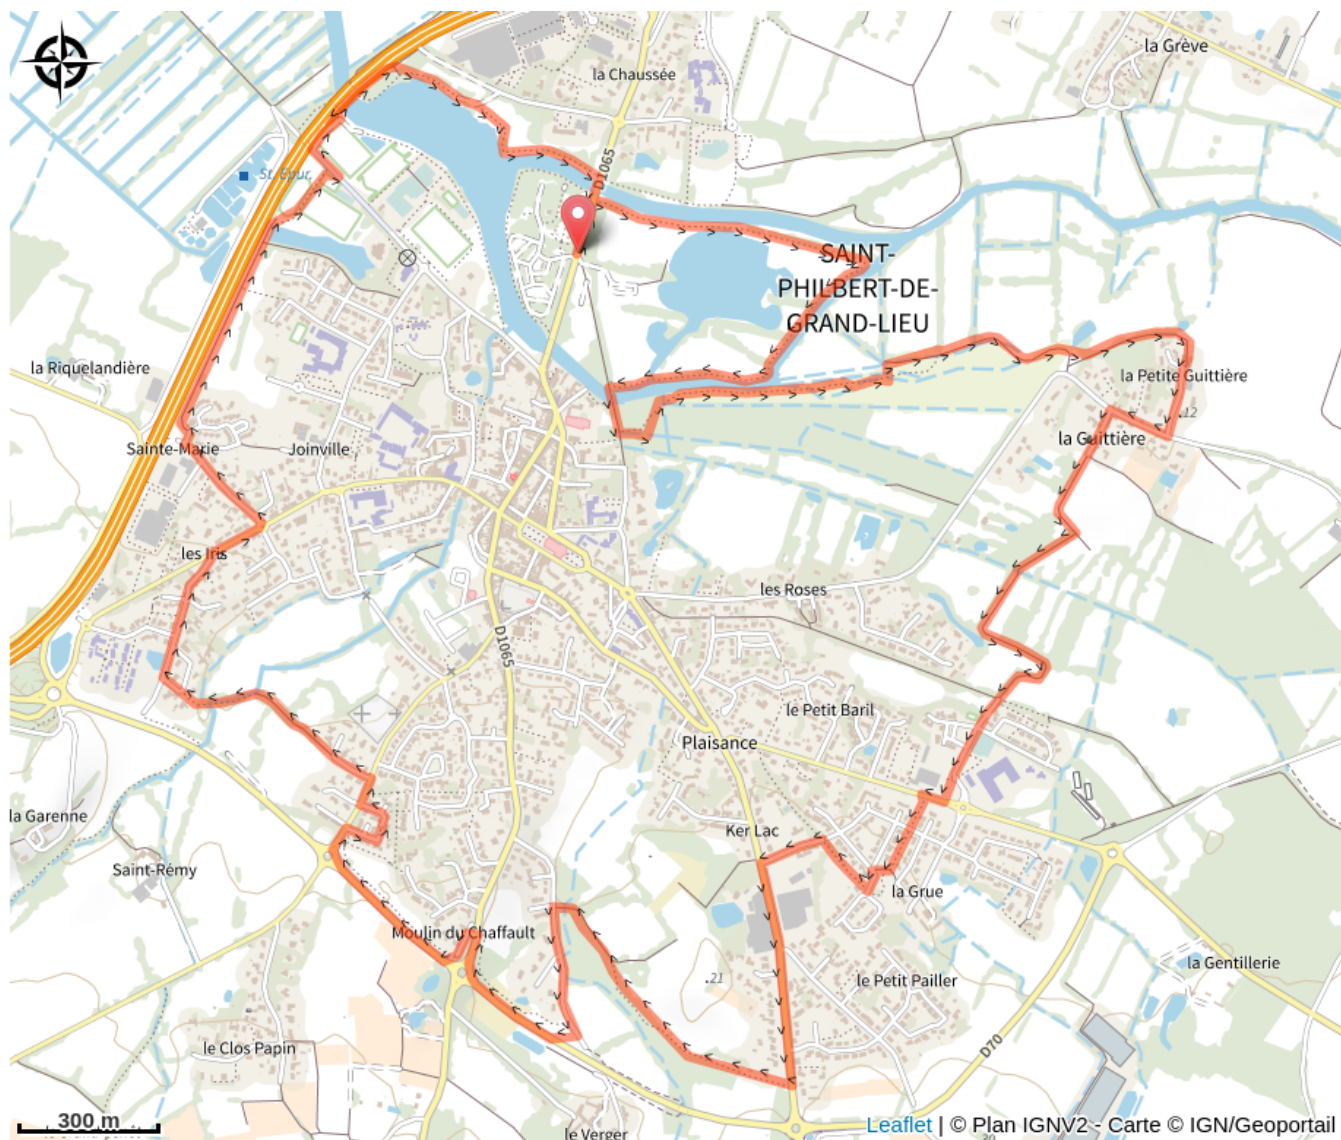 la Grève
la Chaussée
D1065
St. Epur.
SAINT-
PHILBERT-DE-
GRAND-LIEU
la Riquelandière
la Petite Guittière
12
la Guittière
Sainte-Marie
Joinville
les Iris
les Roses
D1065
le Petit Baril
Plaisance
la Garenne
Ker Lac
Saint-Rémy
la Grue
Moulin du Chaffault
la Gentillerie
21
le Petit Pailler
le Clos Papin
D70
300 m
Leaflet | © Plan IGNV2 - Carte © IGN/Geoportail
le Verger
30